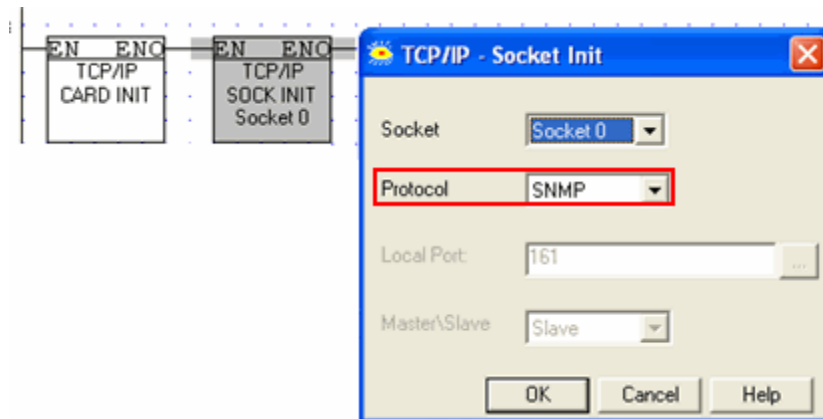 EN ENO
TCP/IP
CARD INIT
EN ENO
TCP/IP
SOCK INIT
Socket 0
TCP/IP - Socket Init
Socket
Socket 0
Protocol
SNMP
Local Port:
161
...
Master\Slave
Slave
OK
Cancel
Help